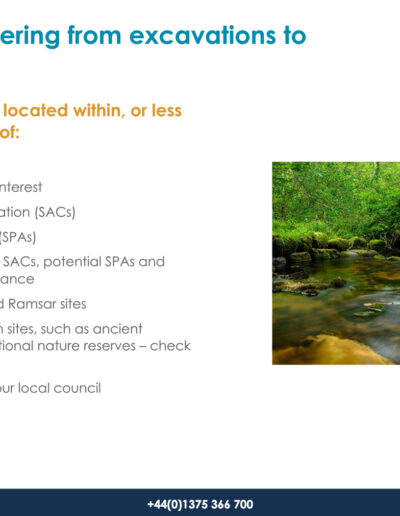 ering from excavations to
located within, or less
of:
nterest
ation (SACs)
(SPAs)
SACs, potential SPAs and
ance
d Ramsar sites
n sites, such as ancient
tional nature reserves – check
our local council
+44(0)1375 366 700